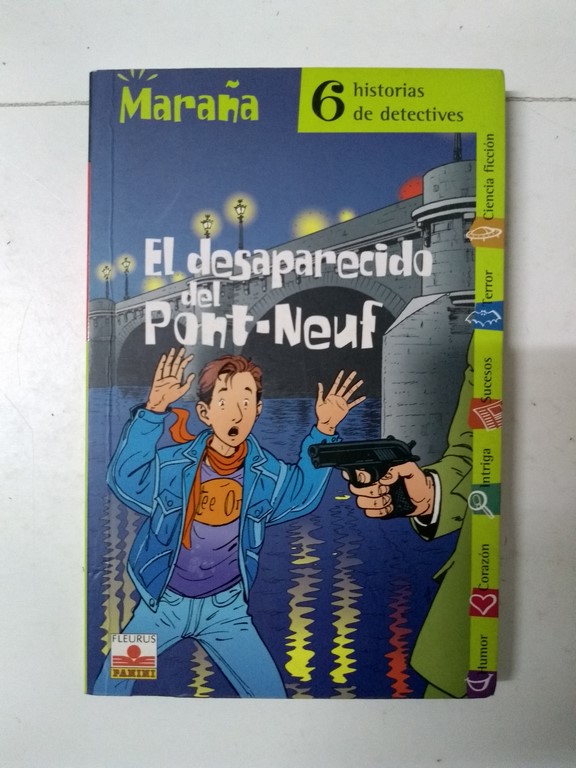 Maraña
6 historias
de detectives
El desaparecido
del
Pont-Neuf
Ciencia ficción
Terror
Sucesos
Intriga
Corazón
Humor
FLEURUS
PANINI